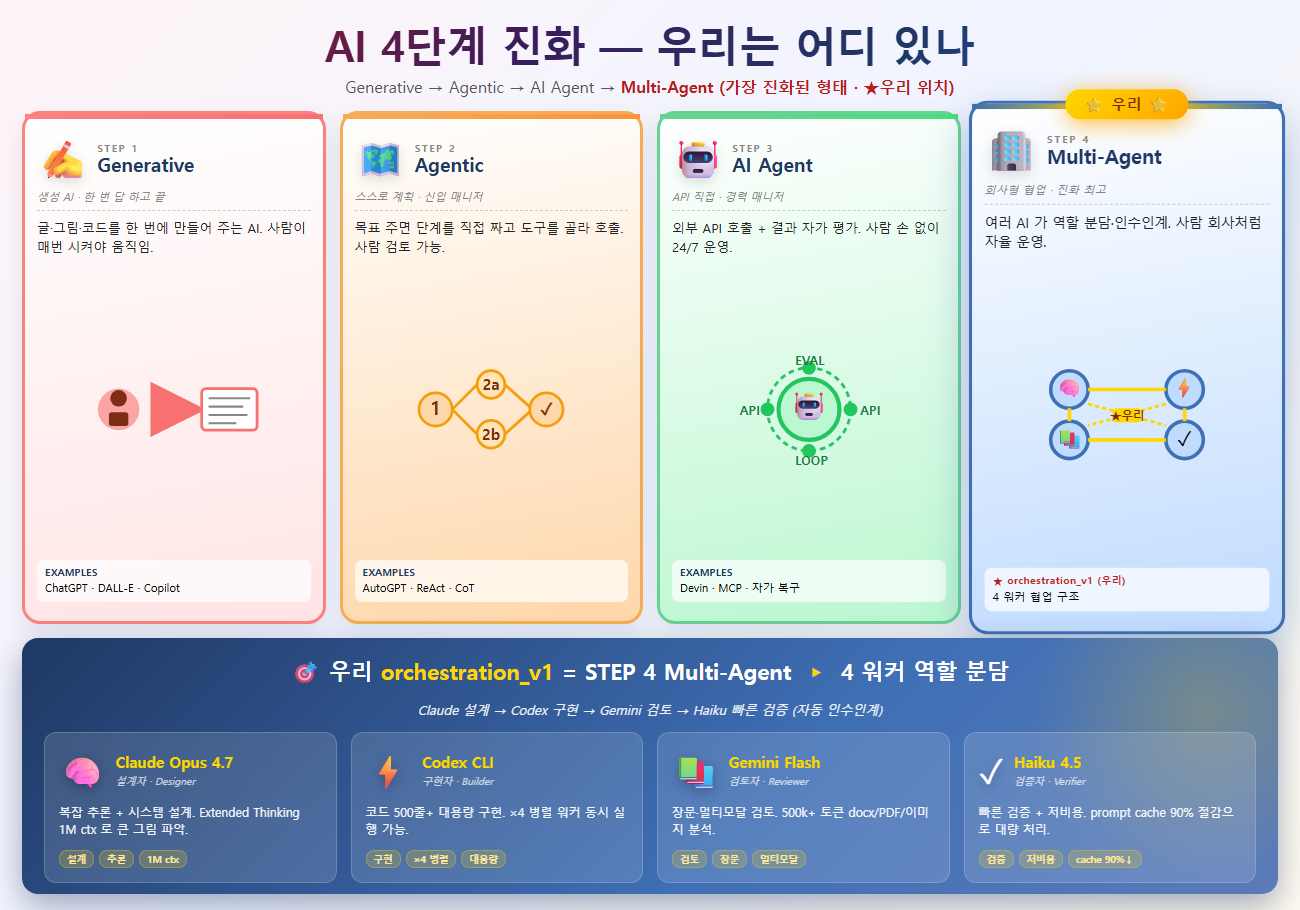 AI 4단계 진화 — 우리는 어디 있나
Generative → Agentic → AI Agent → Multi-Agent (가장 진화된 형태 · ★우리 위치)
STEP 1
Generative
생성 AI · 한 번 답 하고 끝
글·그림·코드를 한 번에 만들어 주는 AI. 사람이
매번 시켜야 움직임.
EXAMPLES
ChatGPT · DALL-E · Copilot
STEP 2
Agentic
스스로 계획 · 신입 매니저
목표 주면 단계를 직접 짜고 도구를 골라 호출.
사람 검토 가능.
1
2a
2b
✓
EXAMPLES
AutoGPT · ReAct · CoT
STEP 3
AI Agent
API 직접 · 경력 매니저
외부 API 호출 + 결과 자가 평가. 사람 손 없이
24/7 운영.
EVAL
API
API
LOOP
EXAMPLES
Devin · MCP · 자가 복구
⭐ 우리 ⭐
STEP 4
Multi-Agent
회사형 협업 · 진화 최고
여러 AI 가 역할 분담·인수인계. 사람 회사처럼
자율 운영.
★우리
✓
★ orchestration_v1 (우리)
4 워커 협업 구조
🎯 우리 orchestration_v1 = STEP 4 Multi-Agent ▸ 4 워커 역할 분담
Claude 설계 → Codex 구현 → Gemini 검토 → Haiku 빠른 검증 (자동 인수인계)
Claude Opus 4.7
설계자 · Designer
복잡 추론 + 시스템 설계. Extended Thinking
1M ctx 로 큰 그림 파악.
설계 추론 1M ctx
Codex CLI
구현자 · Builder
코드 500줄+ 대용량 구현. ×4 병렬 워커 동시 실
행 가능.
구현 ×4 병렬 대용량
Gemini Flash
검토자 · Reviewer
장문·멀티모달 검토. 500k+ 토큰 docx/PDF/이미
지 분석.
검토 장문 멀티모달
✓
Haiku 4.5
검증자 · Verifier
빠른 검증 + 저비용. prompt cache 90% 절감으
로 대량 처리.
검증 저비용 cache 90%↓